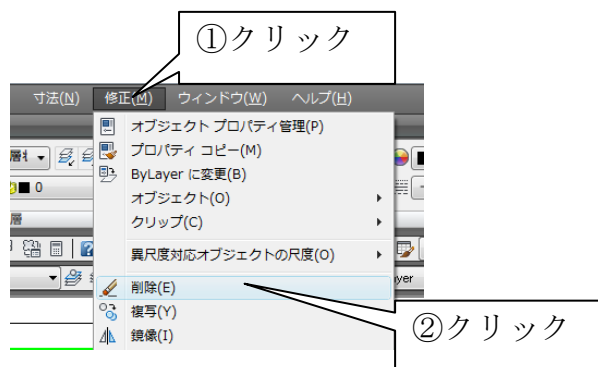 ①クリック
寸法(N) 修正(M) ウィンドウ(W) ヘルプ(H)
オブジェクト プロパティ管理(P)
プロパティ コピー(M)
ByLayer に変更(B)
0
オブジェクト(O)
層
クリップ(C)
異尺度対応オブジェクトの尺度(O)
削除(E)
yer
複写(Y)
②クリック
鏡像(I)